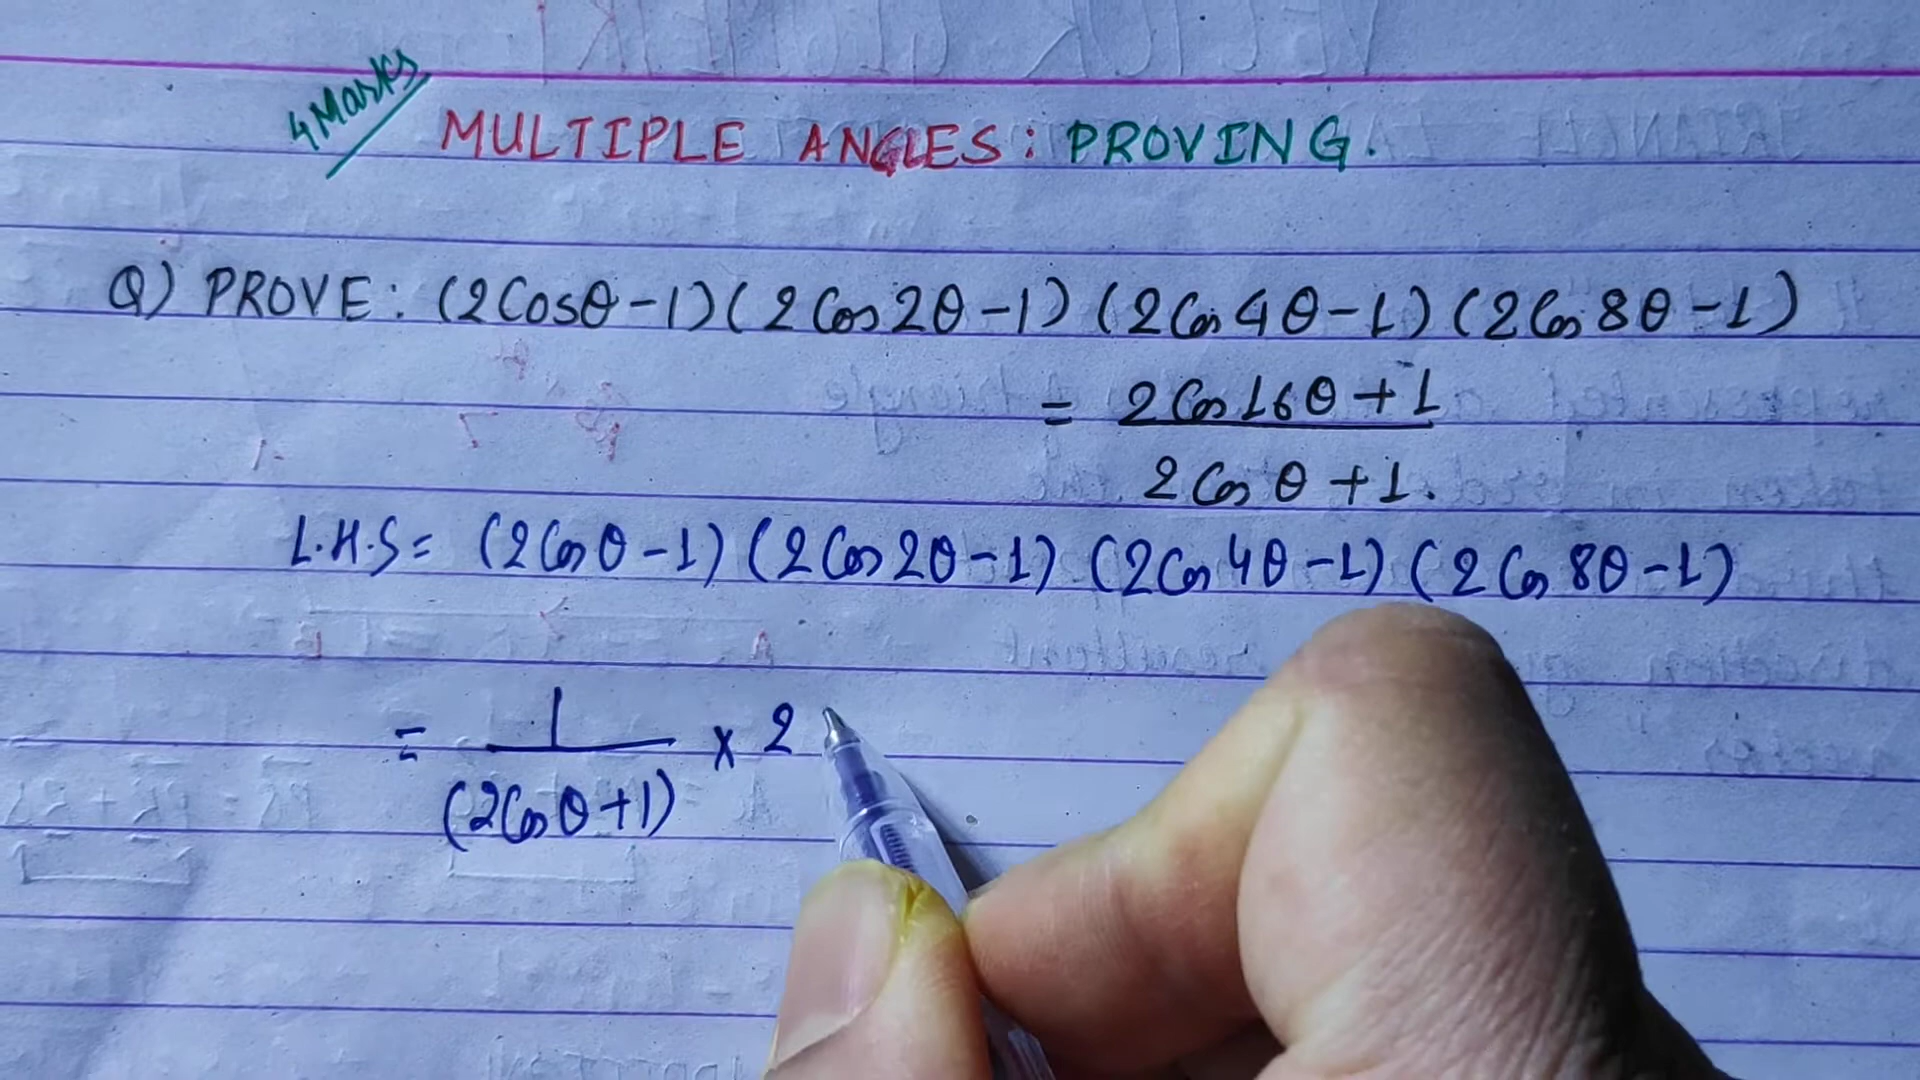 4 Marks
MULTIPLE ANGLES: PROVING.
Q) PROVE: (2Cosθ-1)(2Cos2θ-1)(2Cos4θ-1)(2Cos8θ-1)
= 2Cos16θ+1
2Cosθ+1.
L.H.S= (2Cosθ-1)(2Cos2θ-1)(2Cos4θ-1)(2Cos8θ-1)
= 1 × 2
(2Cosθ+1)